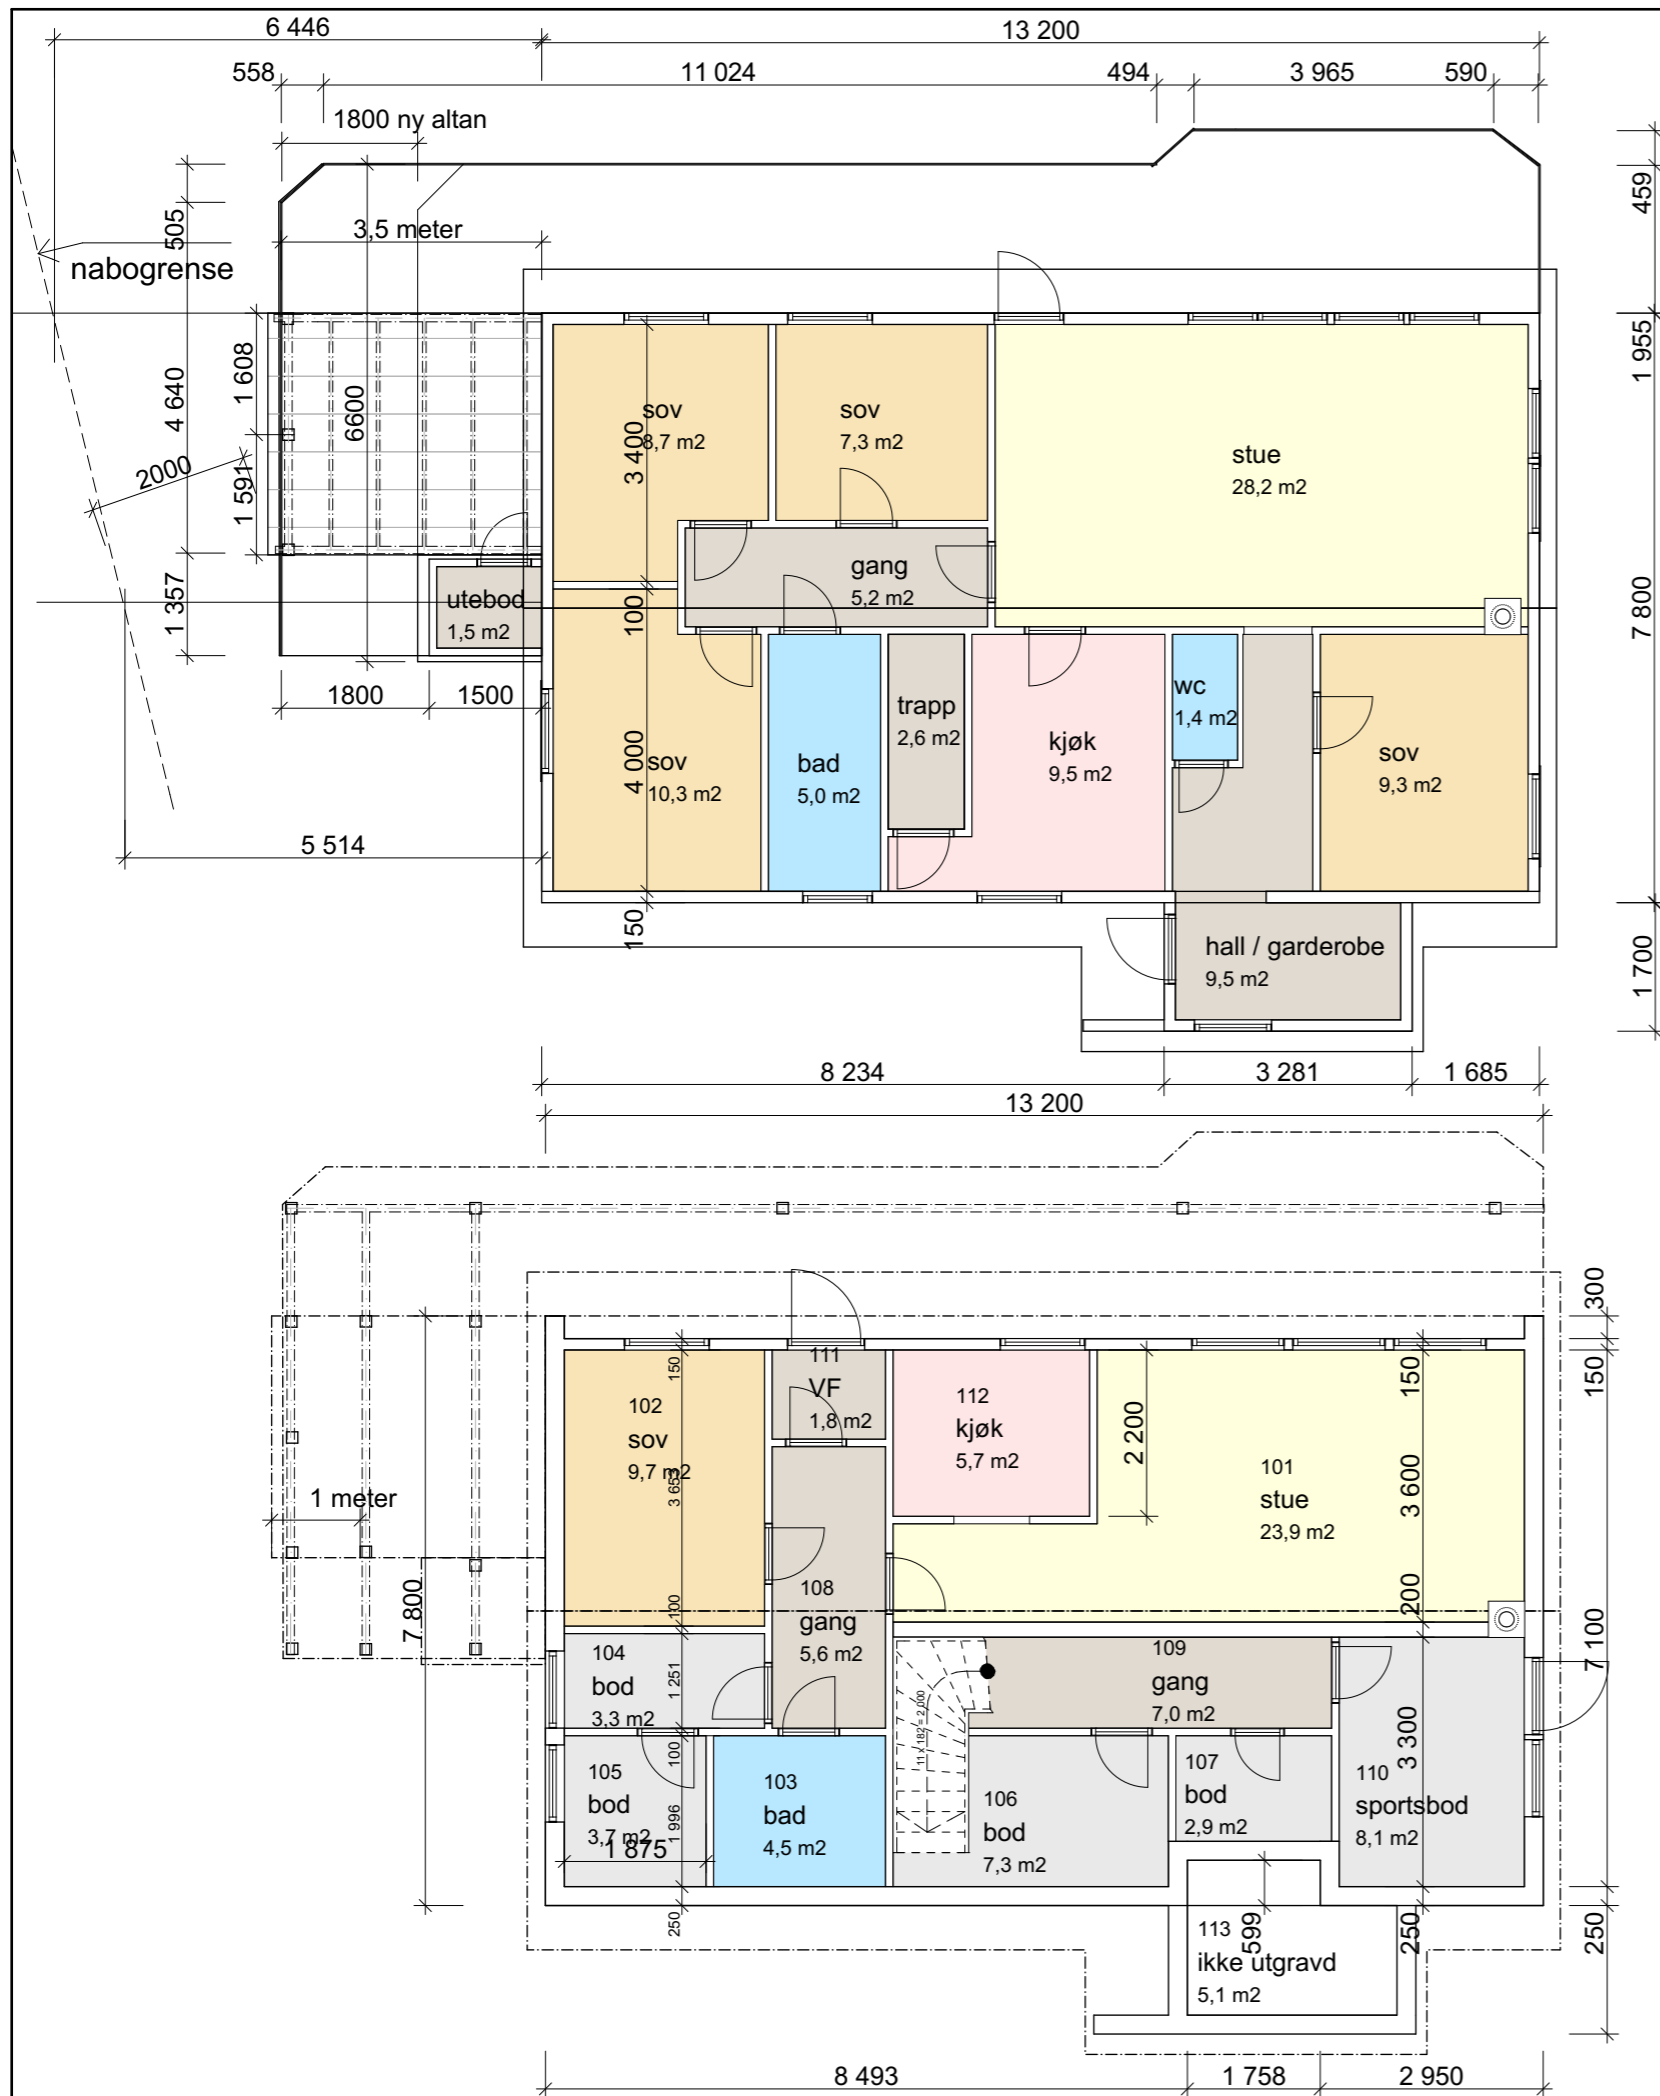 6 446
13 200
558
11 024
494
3 965
590
1800 ny altan
459
505
3,5 meter
nabogrense
1 955
1 608
4 640
6600
sov
8,7 m2
3 400
sov
7,3 m2
stue
28,2 m2
2000
1 591
gang
5,2 m2
utebod
1,5 m2
100
1 357
7 800
1800
1500
trapp
2,6 m2
wc
1,4 m2
kjøk
9,5 m2
sov
10,3 m2
4 000
bad
5,0 m2
sov
9,3 m2
5 514
150
hall / garderobe
9,5 m2
1 700
8 234
3 281
1 685
13 200
300
111
VF
1,8 m2
150
150
150
102
sov
9,7 m2
3 653
112
kjøk
5,7 m2
2 200
101
stue
23,9 m2
3 600
1 meter
7 800
108
gang
5,6 m2
100
200
7 100
104
bod
3,3 m2
1 251
109
gang
7,0 m2
11 x 182 = 2 000
100
105
bod
3,7 m2
1 996
1 875
103
bad
4,5 m2
106
bod
7,3 m2
107
bod
2,9 m2
3 300
110
sportsbod
8,1 m2
250
599
250
250
113
ikke utgravd
5,1 m2
8 493
1 758
2 950